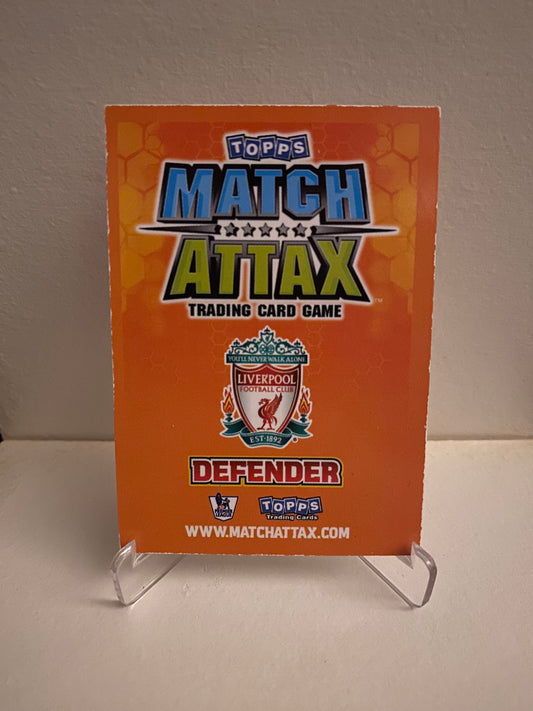 TOPPS
MATCH
ATTAX
TM
TRADING CARD GAME
YOU'LL NEVER WALK ALONE
LIVERPOOL
FOOTBALL CLUB
EST·1892
DEFENDER
TOPPS
Trading Cards
WWW.MATCHATTAX.COM